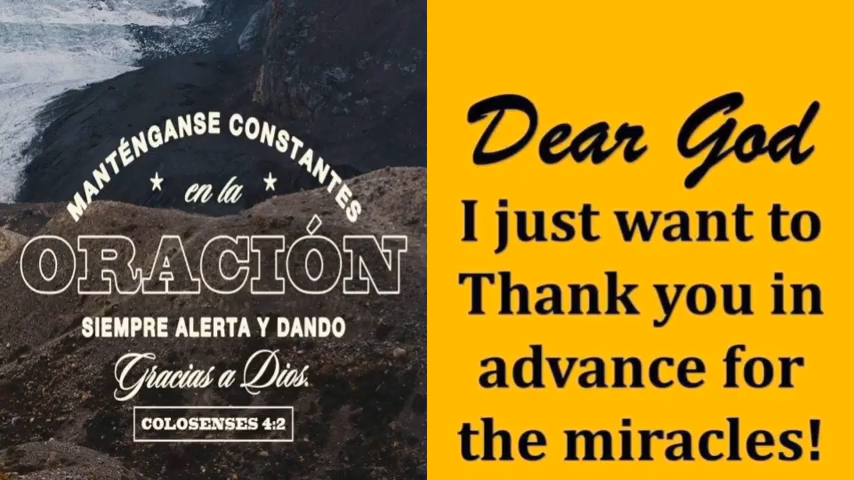 MANTÉNGANSE CONSTANTES
en la
ORACIÓN
SIEMPRE ALERTA Y DANDO
Gracias a Dios.
COLOSENSES 4:2
Dear God
I just want to
Thank you in
advance for
the miracles!